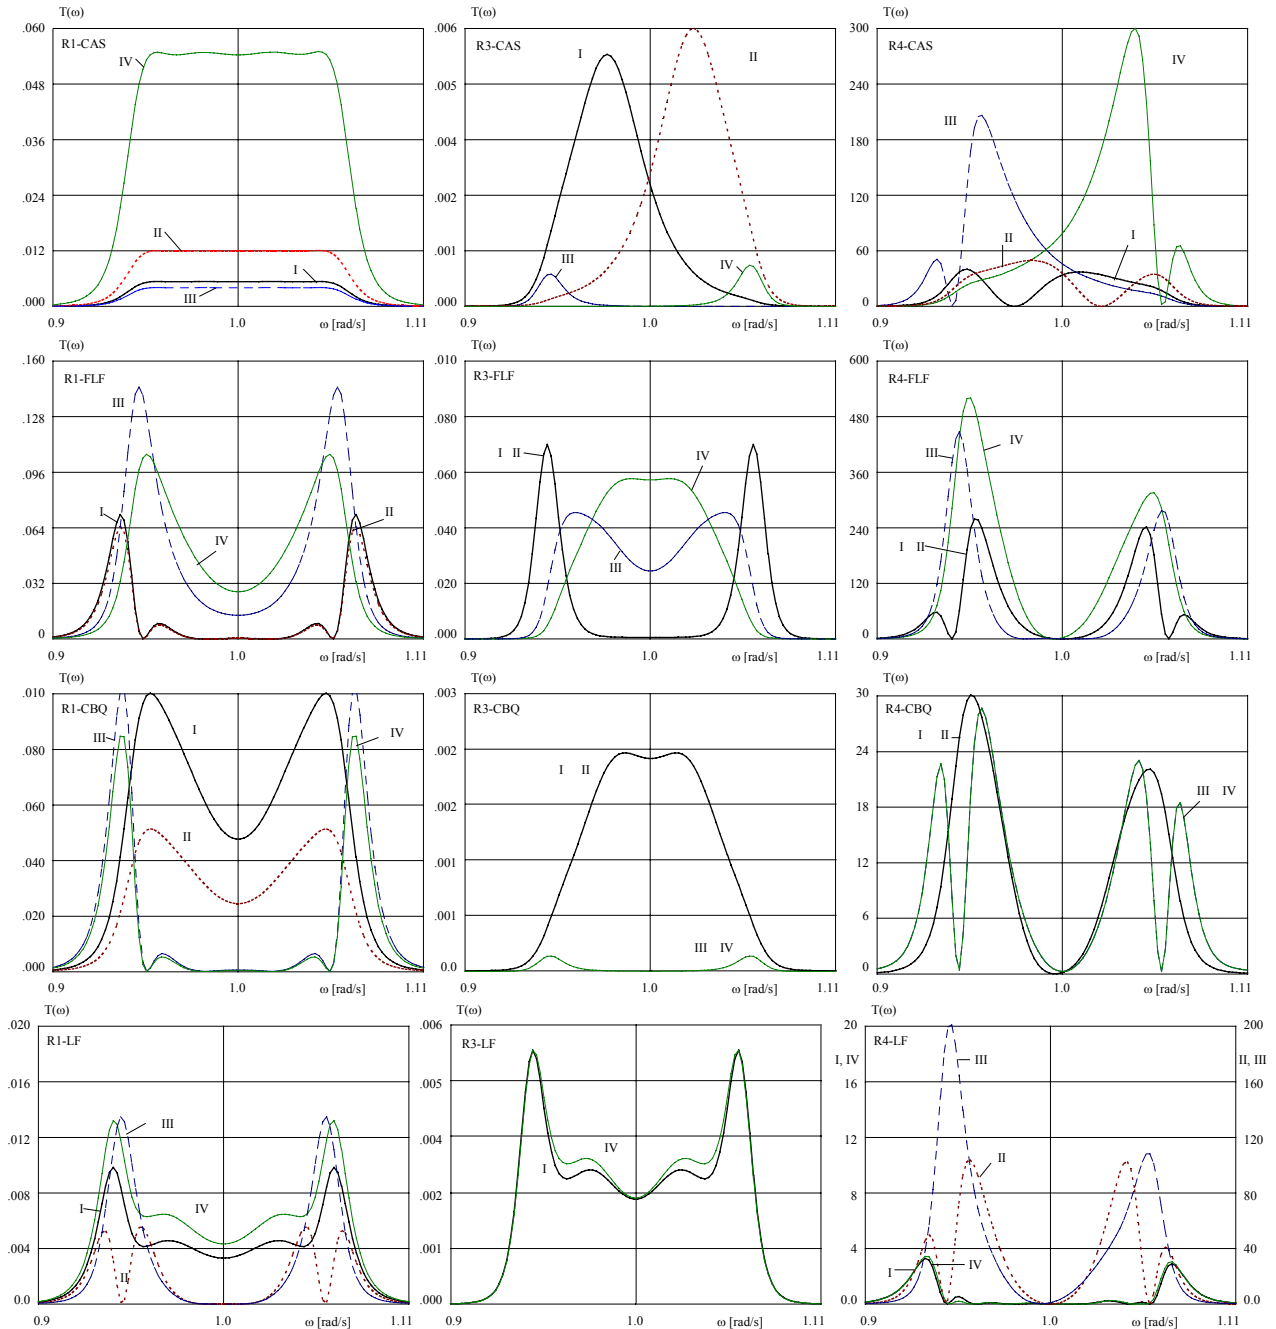 T(ω)
.060
R1-CAS
IV
.048
.036
.024
II
.012
I
III
.000
0.9
1.0
ω [rad/s]
1.11
T(ω)
.006
R3-CAS
I
II
.005
.004
.002
.001
III
IV
.000
0.9
1.0
ω [rad/s]
1.11
T(ω)
300
R4-CAS
IV
240
III
180
120
II
I
60
0
0.9
1.0
ω [rad/s]
1.11
T(ω)
.160
R1-FLF
III
.128
.096
I
II
.064
IV
.032
0
0.9
1.0
ω [rad/s]
1.11
T(ω)
.010
R3-FLF
.080
I II
IV
.060
.040
III
.020
.000
0.9
1.0
ω [rad/s]
1.11
T(ω)
600
R4-FLF
480
IV
III
360
240
I II
120
0
0.9
1.0
ω [rad/s]
1.11
T(ω)
.010
R1-CBQ
I
III
IV
.080
.060
II
.040
.020
.000
0.9
1.0
ω [rad/s]
1.11
T(ω)
.003
R3-CBQ
.002
I II
.002
.001
.001
III IV
0.0
0.9
1.0
ω [rad/s]
1.11
T(ω)
30
R4-CBQ
I II
24
III IV
18
12
6
0
0.9
1.0
ω [rad/s]
1.11
T(ω)
.020
R1-LF
.016
III
.012
.008
I
IV
.004
II
0.0
0.9
1.0
ω [rad/s]
1.11
T(ω)
.006
R3-LF
.005
.004
IV
I
.002
.001
.000
0.9
1.0
ω [rad/s]
1.11
T(ω)
20
200
R4-LF
I, IV
III
II, III
16
160
12
120
II
8
80
4
40
I
IV
0.0
0.0
0.9
1.0
ω [rad/s]
1.11